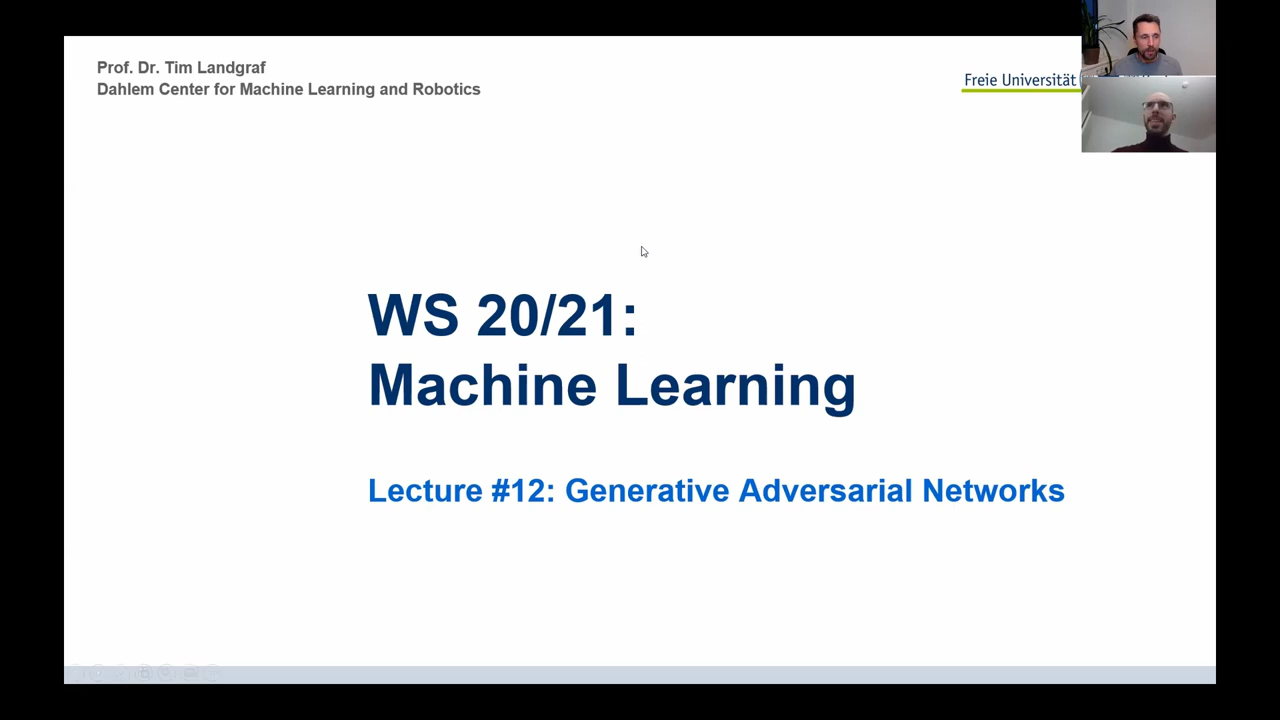 Prof. Dr. Tim Landgraf
Dahlem Center for Machine Learning and Robotics
Freie Universität
WS 20/21:
Machine Learning
Lecture #12: Generative Adversarial Networks